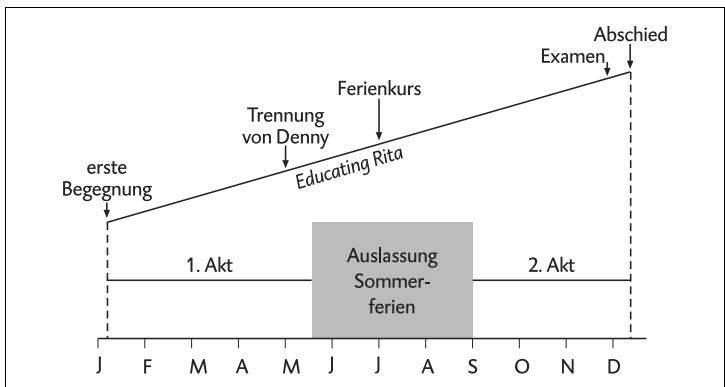 Abschied
Examen
Ferienkurs
Trennung
von Denny
Educating Rita
erste
Begegnung
1. Akt
Auslassung
Sommer-
ferien
2. Akt
J F M A M J J A S O N D